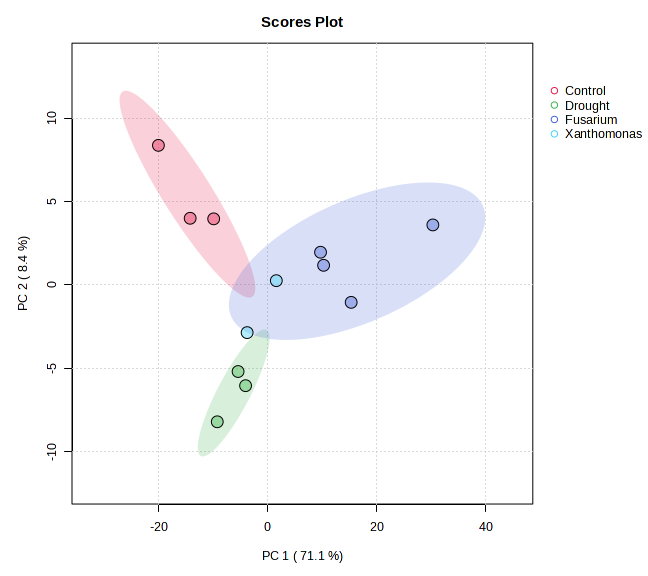 Scores Plot
Control
Drought
Fusarium
Xanthomonas
10
5
0
-5
-10
PC 2 ( 8.4 %)
-20
0
20
40
PC 1 ( 71.1 %)